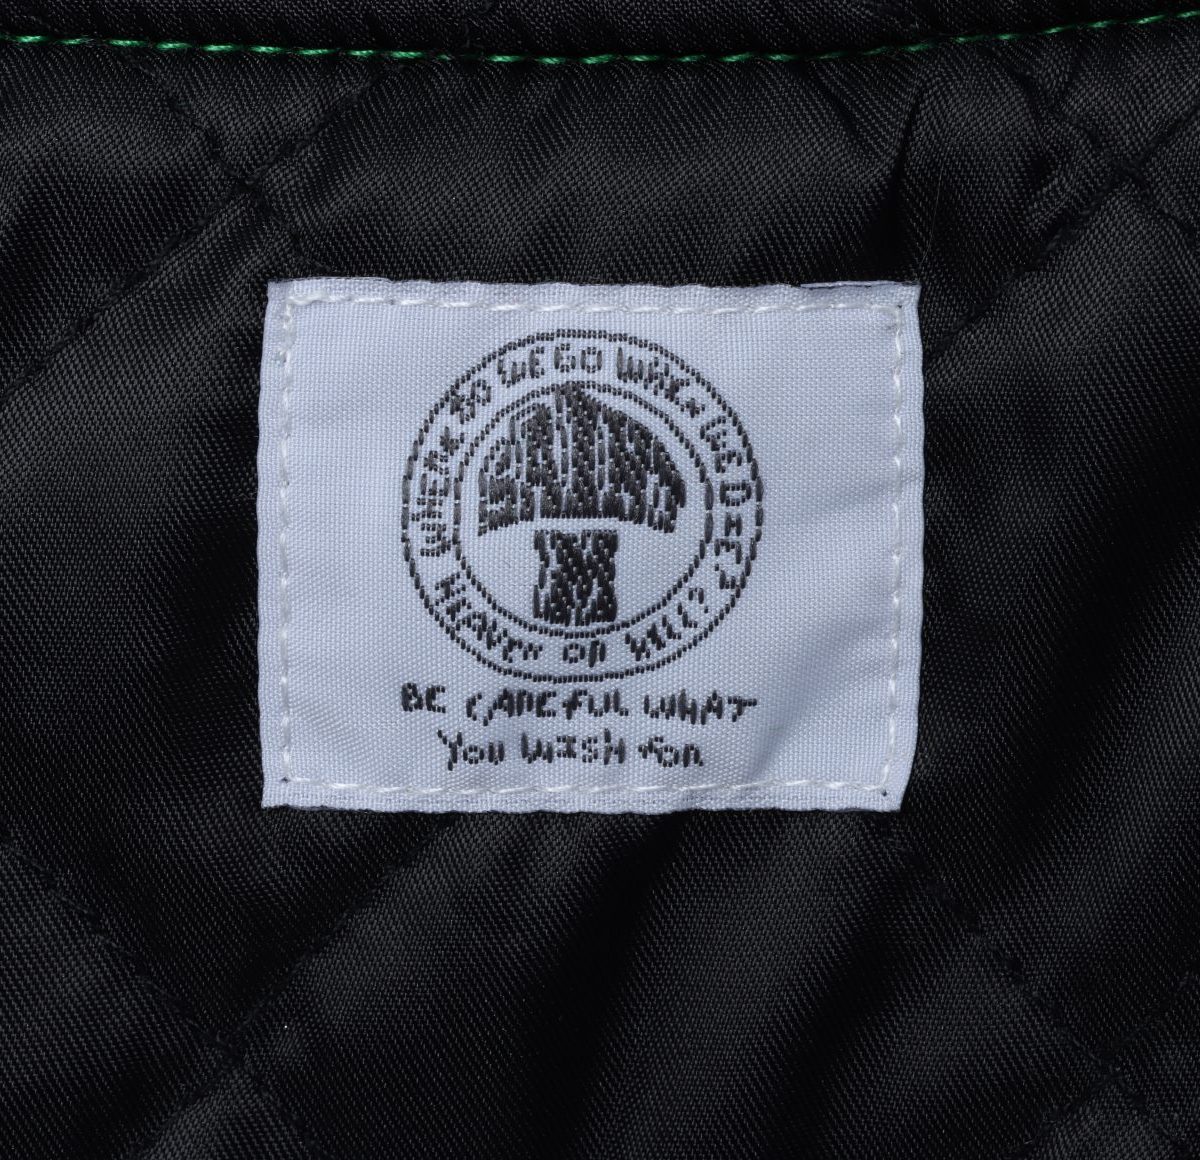 WHERE DO WE GO WHEN WE DIE?
HEAVEN OR HELL?
BE CAREFUL WHAT
YOU WISH FOR